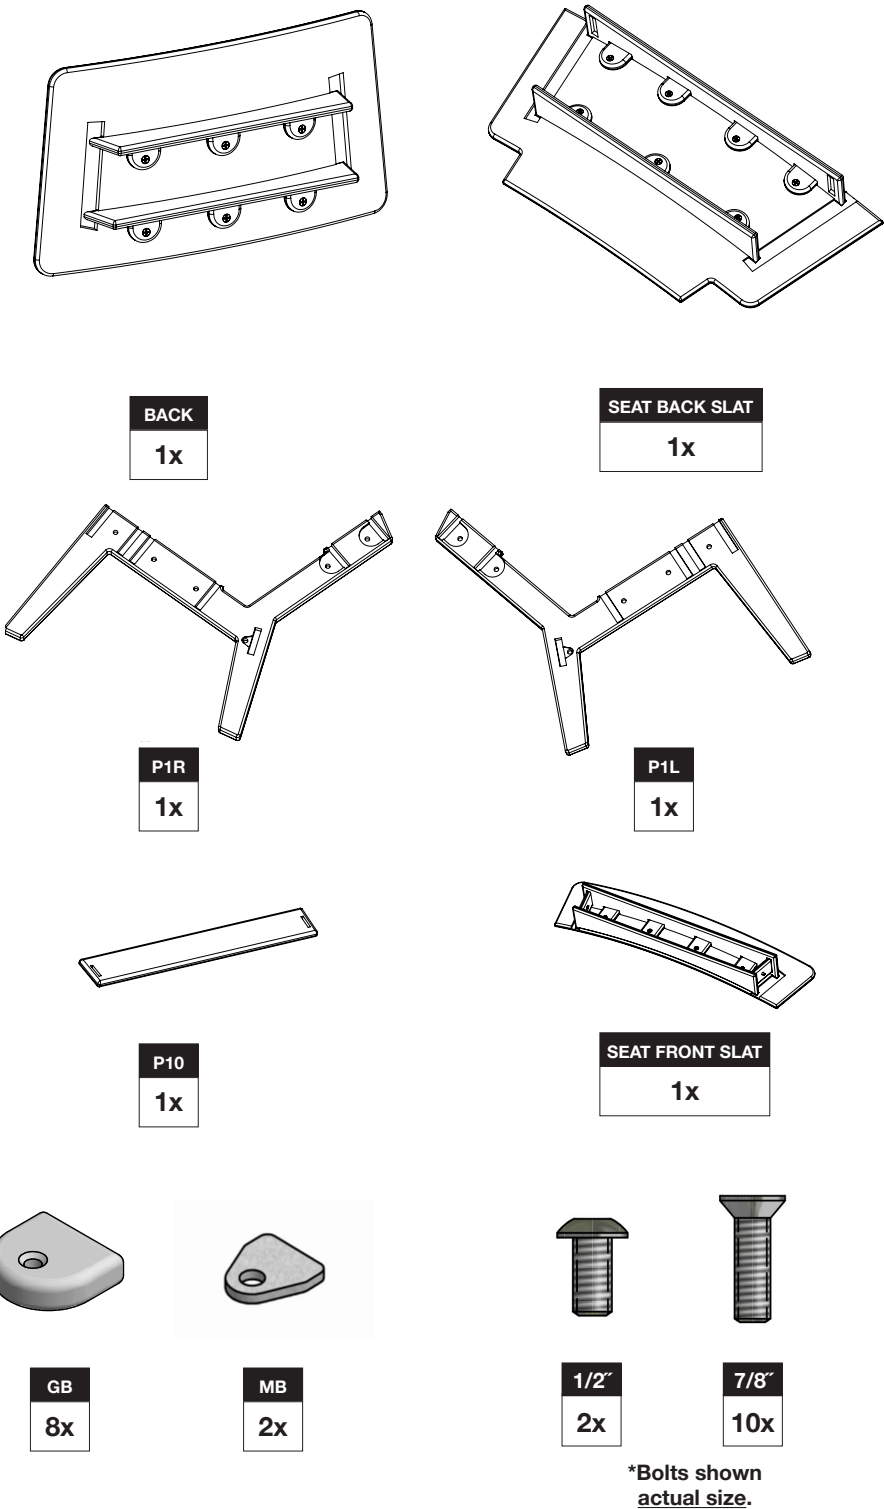 BACK
1x
SEAT BACK SLAT
1x
P1R
1x
P1L
1x
P10
1x
SEAT FRONT SLAT
1x
GB
8x
MB
2x
1/2˝
2x
7/8˝
10x
*Bolts shown
actual size.